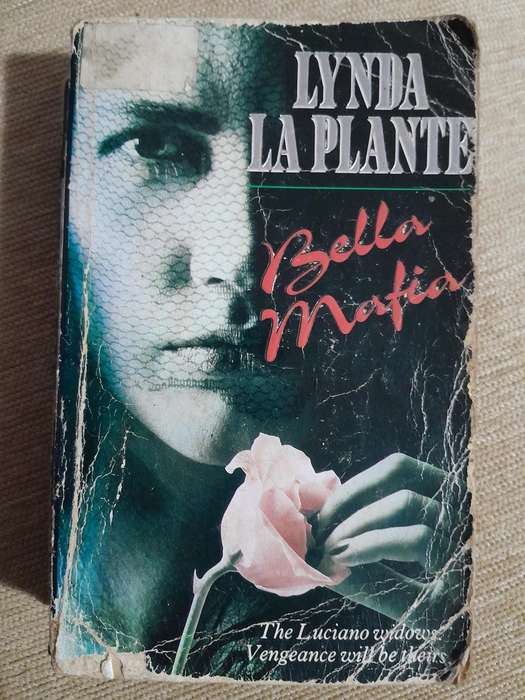 LYNDA
LA PLANTE
Bella
Mafia
The Luciano widows.
Vengeance will be theirs